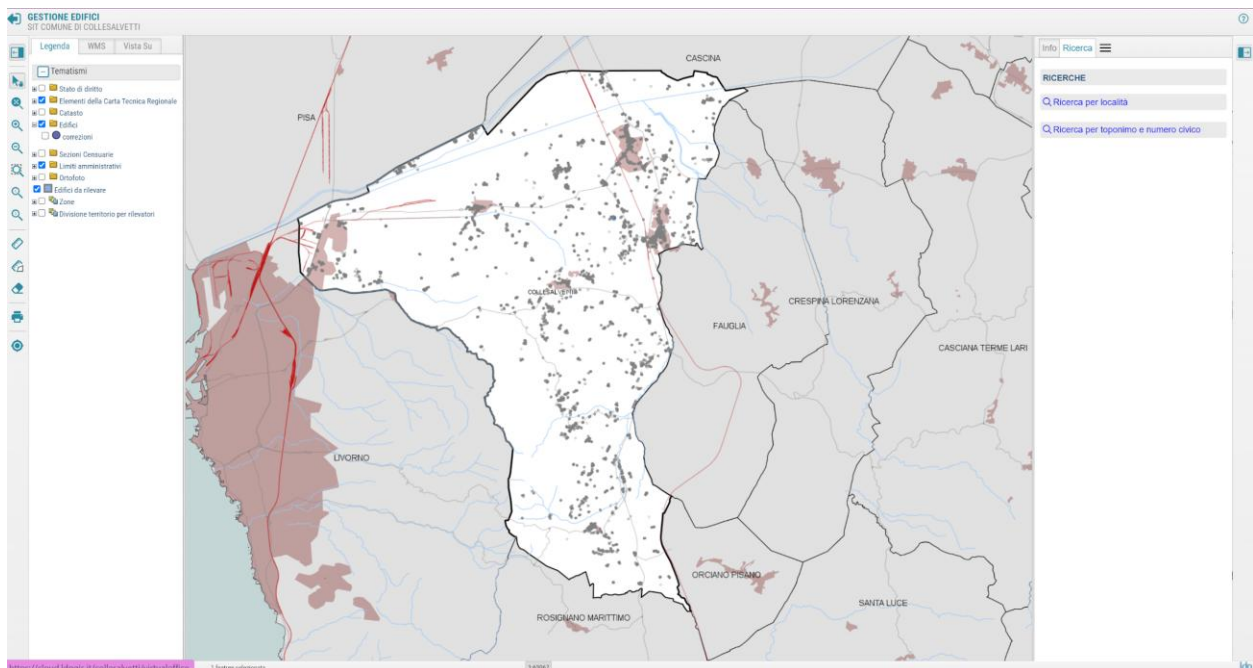 GESTIONE EDIFICI
SIT COMUNE DI COLLESALVETTI
Legenda WMS Vista Su
Tematismi
Stato di diritto
Elementi della Carta Tecnica Regionale
Catasto
Edifici
correzioni
Sezioni Censuarie
Limiti amministrativi
Ortofoto
Edifici da rilevare
Zone
Divisione territorio per rilevatori
CASCINA
PISA
COLLESALVETTI
CRESPINA LORENZANA
FAUGLIA
CASCIANA TERME LARI
LIVORNO
ORCIANO PISANO
SANTA LUCE
ROSIGNANO MARITTIMO
Info Ricerca
RICERCHE
Ricerca per località
Ricerca per toponimo e numero civico